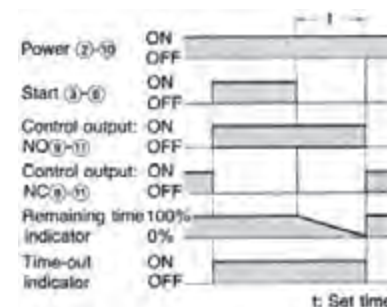 t
Power ②-⑩ ON
OFF
Start ③-⑥ ON
OFF
Control output: ON
NO⑨-⑪ OFF
Control output: ON
NC⑧-⑪ OFF
Remaining time 100%
indicator 0%
Time-out ON
indicator OFF
t: Set time